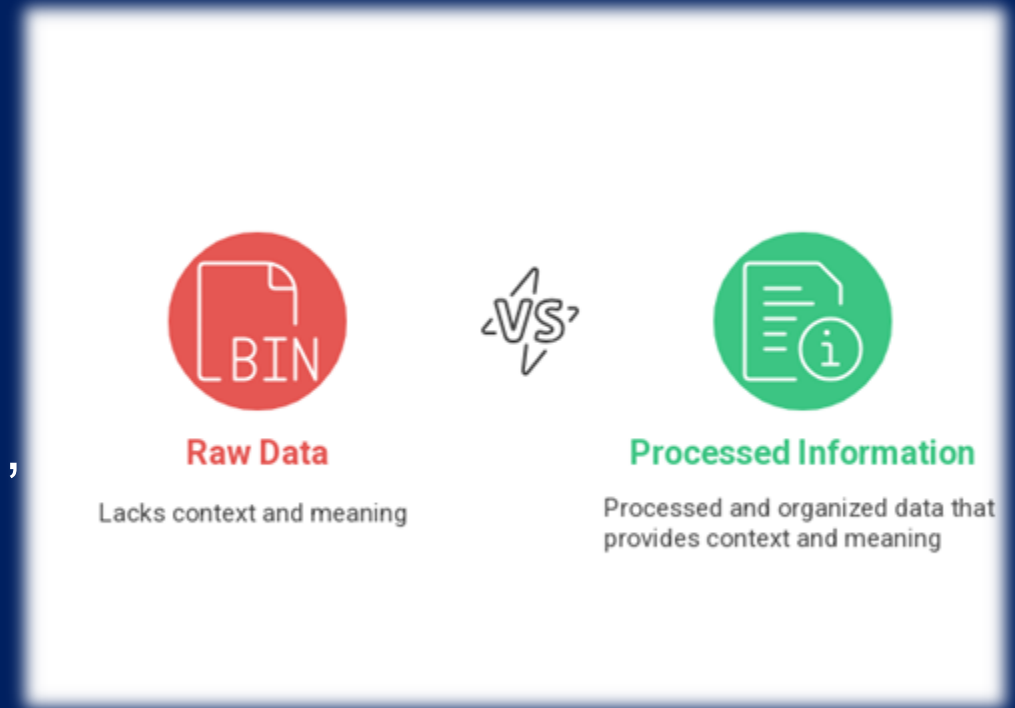 BIN
VS
i
,
Raw Data
Processed Information
Lacks context and meaning
Processed and organized data that
provides context and meaning